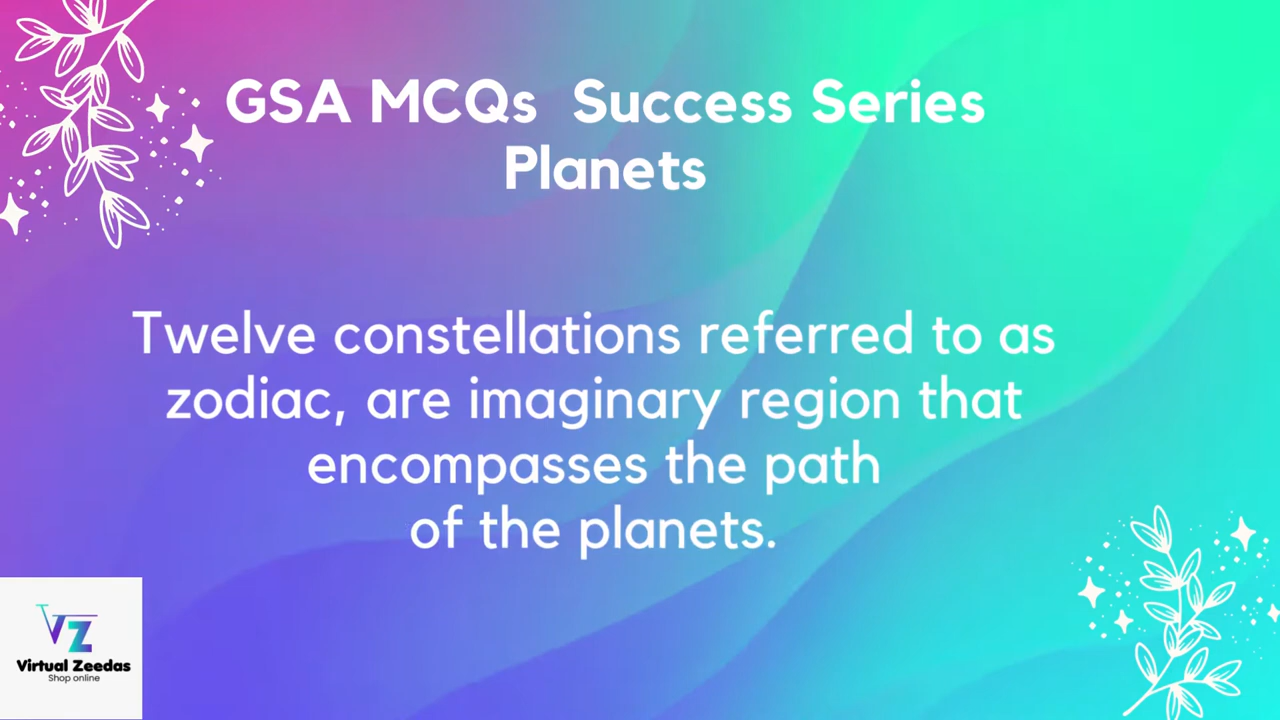 GSA MCQs Success Series
Planets
Twelve constellations referred to as
zodiac, are imaginary region that
encompasses the path
of the planets.
VZ
Virtual Zeedas
Shop online